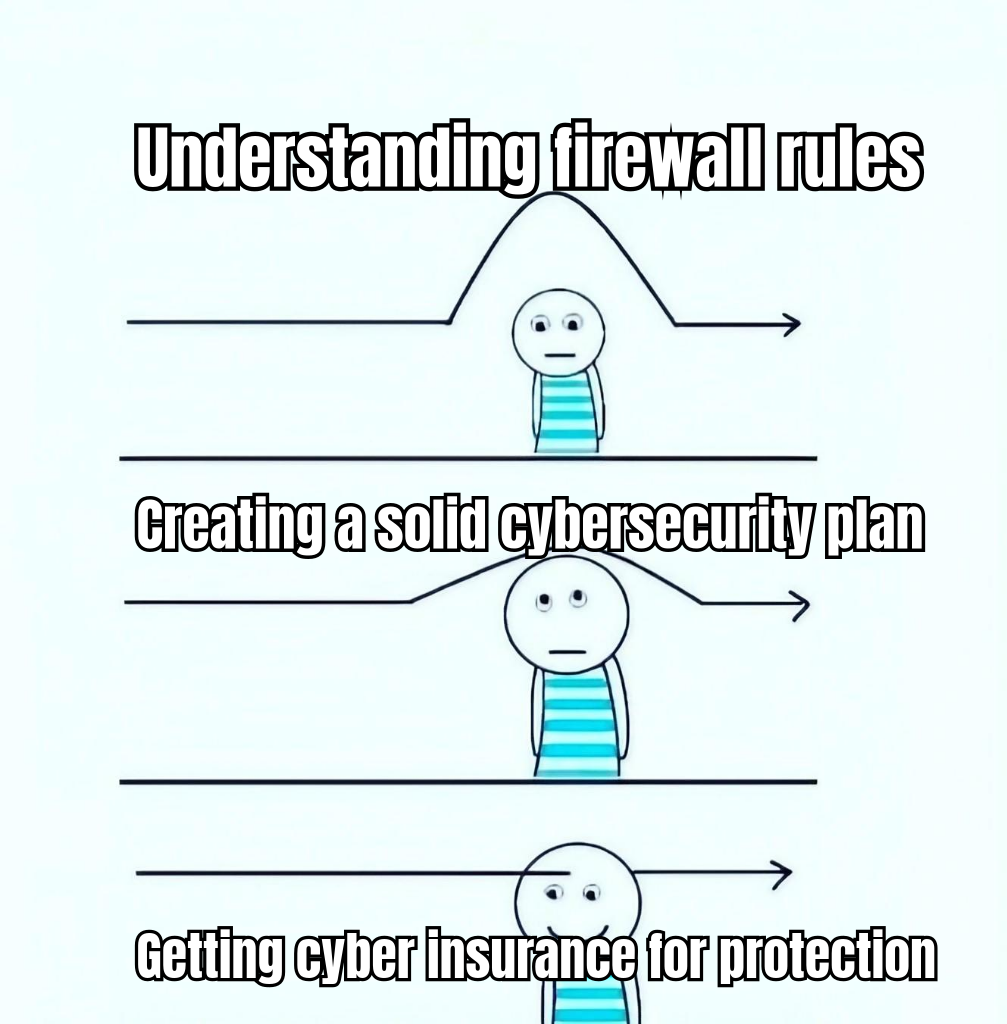 Understanding firewall rules
Creating a solid cybersecurity plan
Getting cyber insurance for protection